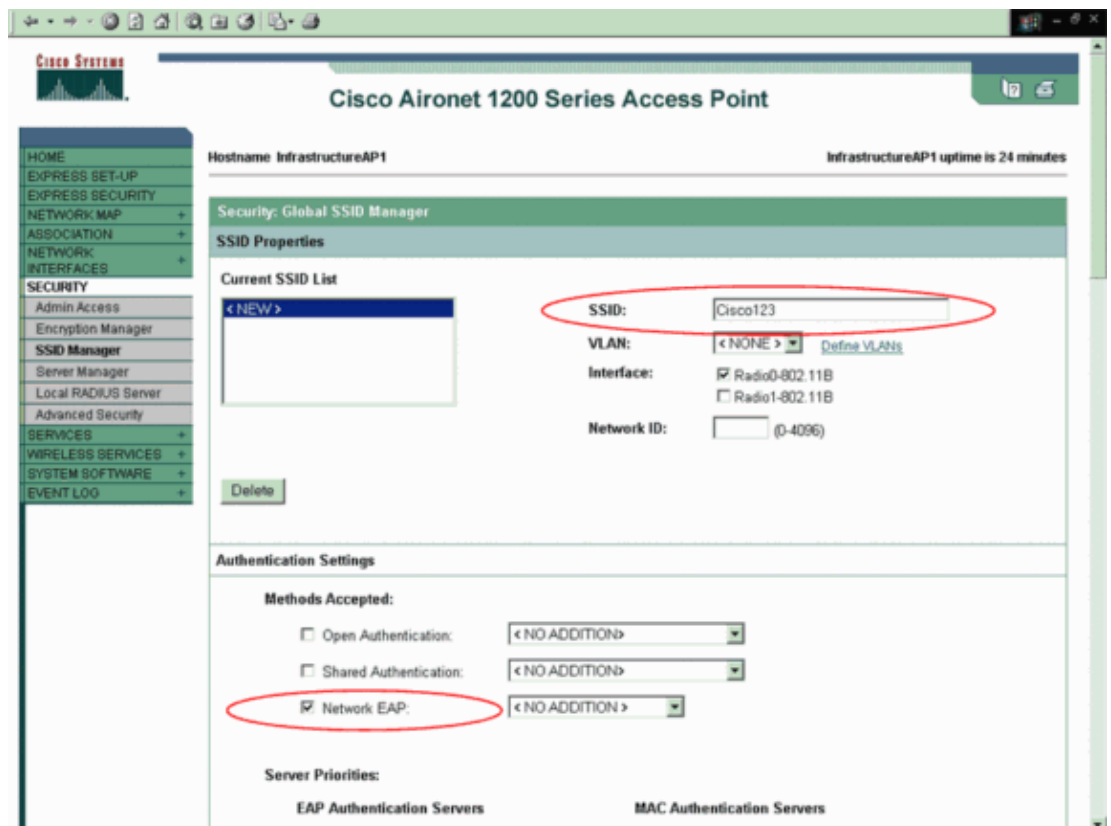 CISCO SYSTEMS
Cisco Aironet 1200 Series Access Point
HOME
EXPRESS SET-UP
EXPRESS SECURITY
NETWORK MAP +
ASSOCIATION +
NETWORK INTERFACES +
SECURITY
Admin Access
Encryption Manager
SSID Manager
Server Manager
Local RADIUS Server
Advanced Security
SERVICES +
WIRELESS SERVICES +
SYSTEM SOFTWARE +
EVENT LOG +
Hostname InfrastructureAP1
InfrastructureAP1 uptime is 24 minutes
Security: Global SSID Manager
SSID Properties
Current SSID List
< NEW >
SSID: Cisco123
VLAN: < NONE > Define VLANs
Interface: Radio0-802.11B
Radio1-802.11B
Network ID: (0-4096)
Delete
Authentication Settings
Methods Accepted:
Open Authentication: < NO ADDITION>
Shared Authentication: < NO ADDITION>
Network EAP: < NO ADDITION >
Server Priorities:
EAP Authentication Servers MAC Authentication Servers